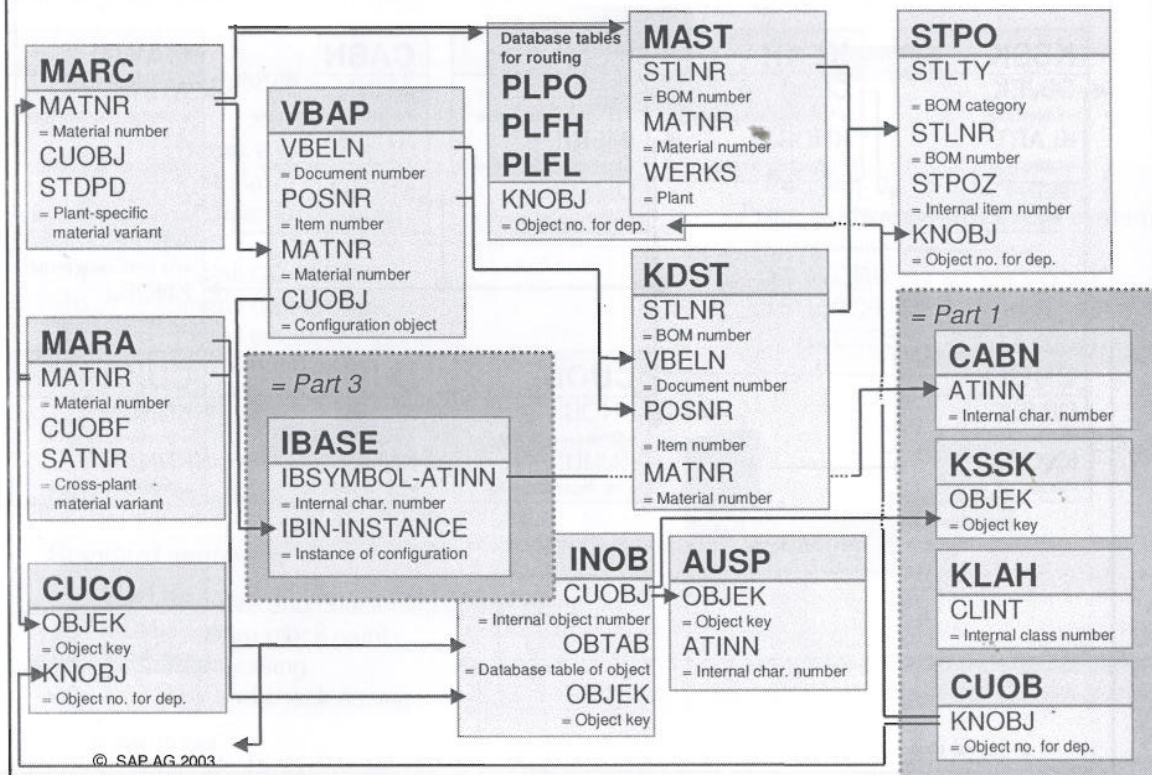 MARC
MATNR
= Material number
CUOBJ
STDPD
= Plant-specific
material variant
MARA
MATNR
= Material number
CUOBF
SATNR
= Cross-plant
material variant
CUCO
OBJEK
= Object key
KNOBJ
= Object no. for dep.
VBAP
VBELN
= Document number
POSNR
= Item number
MATNR
= Material number
CUOBJ
= Configuration object
= Part 3
IBASE
IBSYMBOL-ATINN
= Internal char. number
IBIN-INSTANCE
= Instance of configuration
Database tables
for routing
PLPO
PLFH
PLFL
KNOBJ
= Object no. for dep.
MAST
STLNR
= BOM number
MATNR
= Material number
WERKS
= Plant
KDST
STLNR
= BOM number
VBELN
= Document number
POSNR
= Item number
MATNR
= Material number
INOB
CUOBJ
= Internal object number
OBTAB
= Database table of object
OBJEK
= Object key
AUSP
OBJEK
= Object key
ATINN
= Internal char. number
STPO
STLTY
= BOM category
STLNR
= BOM number
STPOZ
= Internal item number
KNOBJ
= Object no. for dep.
= Part 1
CABN
ATINN
= Internal char. number
KSSK
OBJEK
= Object key
KLAH
CLINT
= Internal class number
CUOB
KNOBJ
= Object no. for dep.
© SAP AG 2003